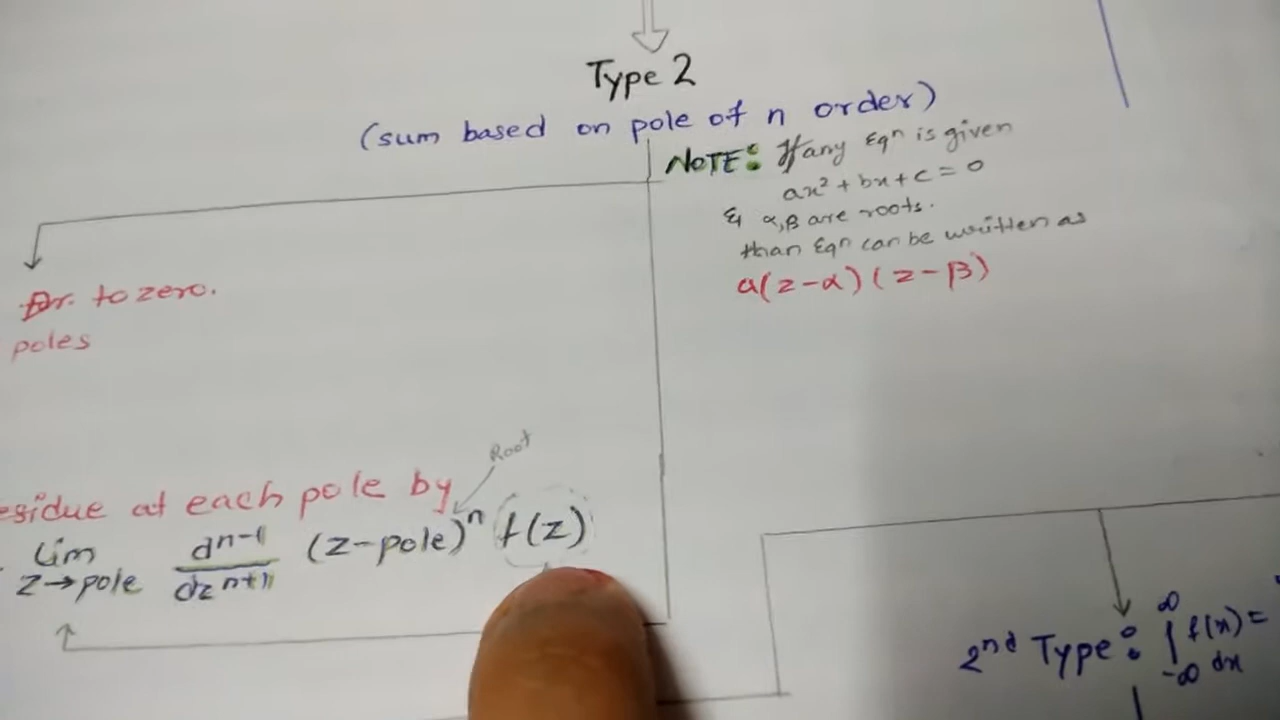 Type 2
(sum based on pole of n order)
NOTE: If any Eqⁿ is given
ax² + bx + c = 0
& α, β are roots.
than Eqⁿ can be written as
a(z-α)(z-β)
Dr. to zero.
poles
Root
esidue at each pole by
lim z→pole dⁿ⁻¹/dzⁿ⁺¹ (z-pole)ⁿ f(z)
2nd Type: ∫ ∞ -∞ f(x) = dx